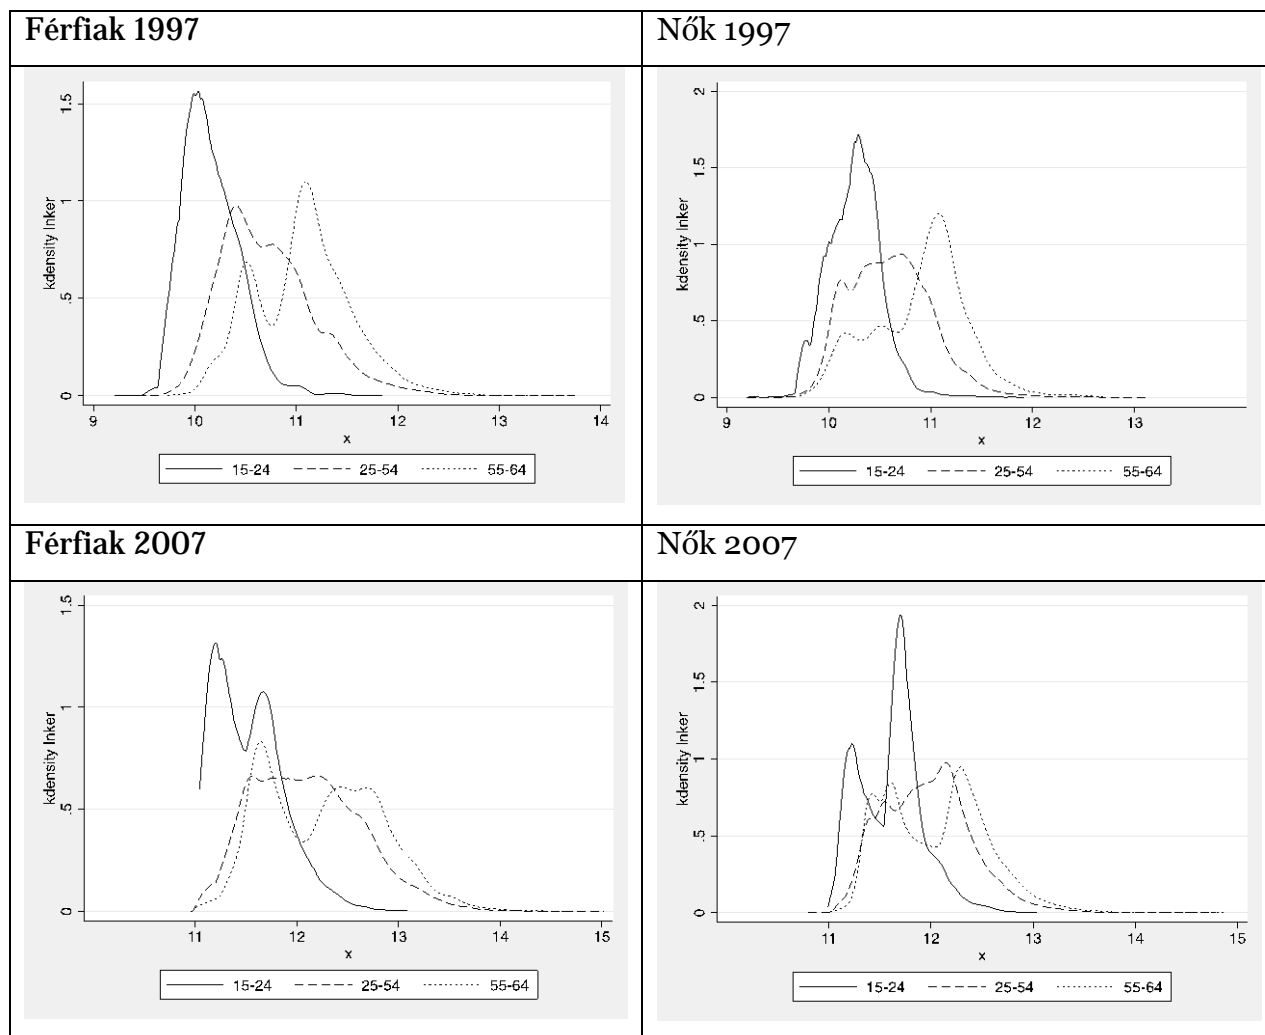 Férfiak 1997
Nők 1997
kdensity lnker
1.5
1
.5
0
9 10 11 12 13 14
x
15-24 25-54 55-64
kdensity lnker
2
1.5
1
.5
0
9 10 11 12 13
x
15-24 25-54 55-64
Férfiak 2007
Nők 2007
kdensity lnker
1.5
1
.5
0
11 12 13 14 15
x
15-24 25-54 55-64
kdensity lnker
2
1.5
1
.5
0
11 12 13 14 15
x
15-24 25-54 55-64